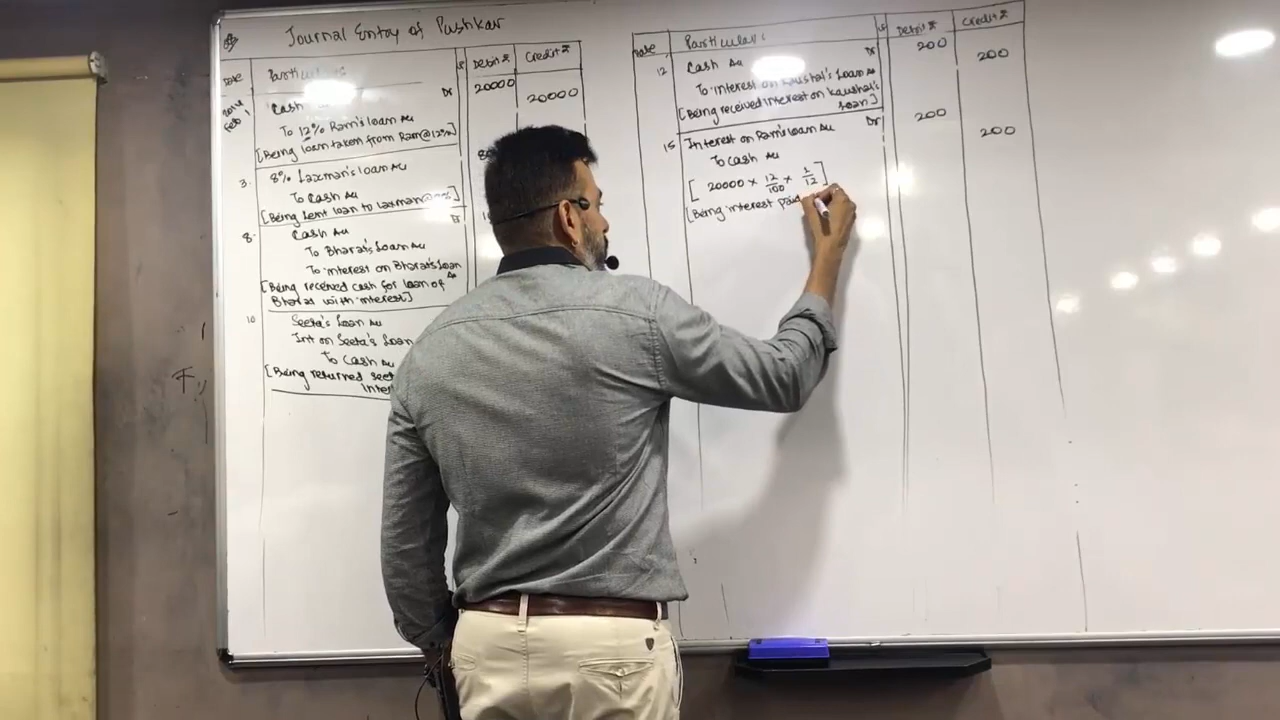 Journal Entry of Pushkar
Date Particulars Debit ₹ Credit ₹
2014 Feb 1 Cash Dr 20000
To 12% Ram's loan A/c 20000
[Being loan taken from Ram @ 12%]
3. 8% Laxman's loan A/c
To Cash A/c
[Being lent loan to Laxman @
8. Cash A/c Dr
To Bharat's Loan A/c
To interest on Bharat's Loan A/c
[Being received cash for loan of
Bharat with interest]
10 Seeta's Loan A/c
Int on Seeta's Loan
To Cash A/c
[Being returned
Date Particulars Debit ₹ Credit ₹
12 Cash A/c Dr 200
To interest on Kaushal's Loan A/c 200
[Being received interest on Kaushal's
Loan]
15 Interest on Ram's loan A/c Dr 200
To Cash A/c 200
[ 20000 × 12/100 × 1/12 ]
[Being interest paid